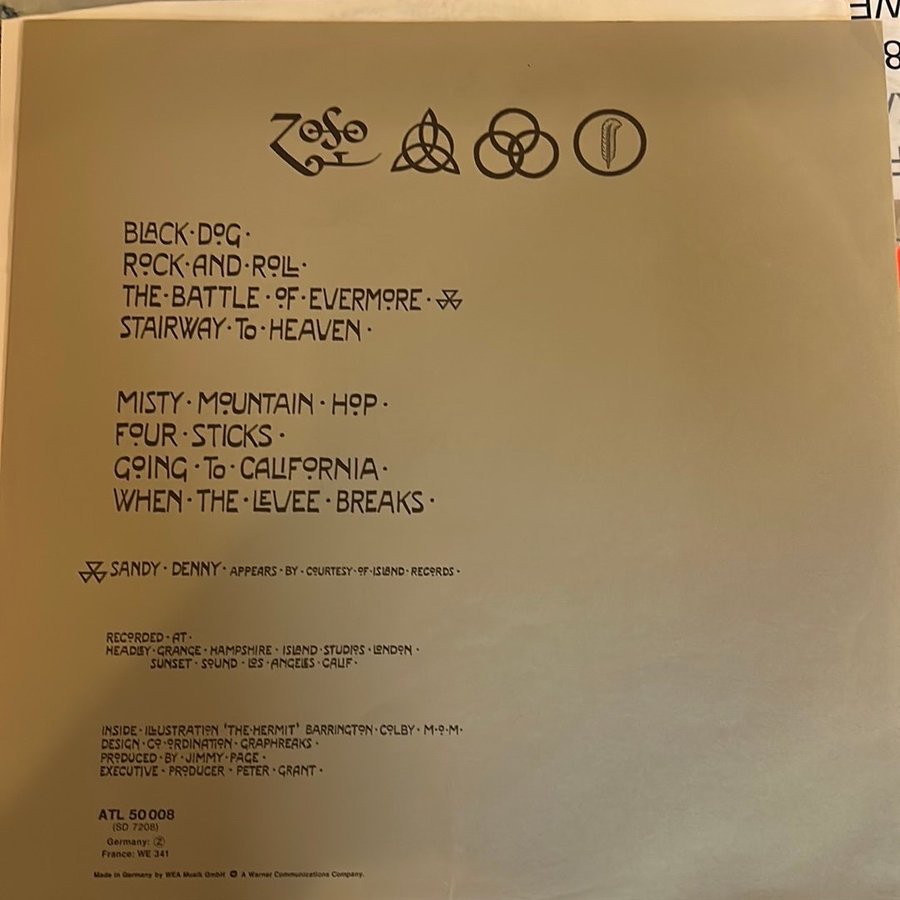 ZoSo
BLACK·DOG·
ROCK·AND·ROLL·
THE·BATTLE·OF·EVERMORE·
STAIRWAY·To·HEAVEN·
MISTY·MOUNTAIN·HOP·
FOUR·STICKS·
GOING·To·CALIFORNIA·
WHEN·THE·LEVEE·BREAKS·
SANDY·DENNY·APPEARS·BY·COURTESY·OF·ISLAND·RECORDS·
RECORDED·AT·
HEADLEY·GRANGE·HAMPSHIRE·ISLAND·STUDIOS·LONDON·
SUNSET·SOUND·LOS·ANGELES·CALIF·
INSIDE·ILLUSTRATION 'THE·HERMIT' BARRINGTON·COLBY·M·O·M·
DESIGN·CO·ORDINATION·GRAPHREAKS·
PRODUCED·BY·JIMMY·PAGE·
EXECUTIVE·PRODUCER·PETER·GRANT·
ATL 50 008
(SD 7208)
Germany: Ⓩ
France: WE 341
Made in Germany by WEA Musik GmbH A Warner Communications Company.